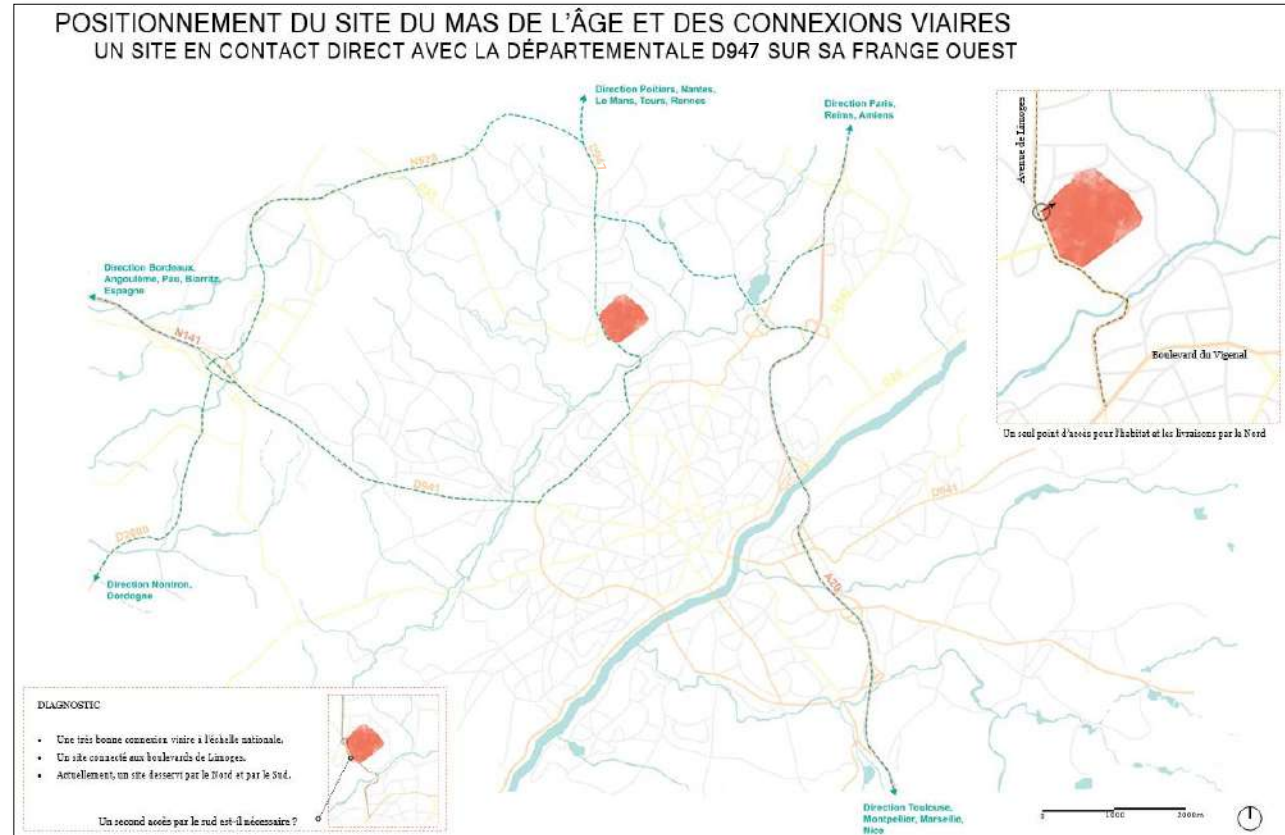 POSITIONNEMENT DU SITE DU MAS DE L'ÂGE ET DES CONNEXIONS VIAIRES
UN SITE EN CONTACT DIRECT AVEC LA DÉPARTEMENTALE D947 SUR SA FRANGE OUEST
Direction Poitiers, Nantes,
Le Mans, Tours, Rennes
Direction Paris,
Reims, Amiens
N520
D947
Direction Bordeaux,
Angoulême, Pau, Biarritz,
Espagne
N141
D941
D2000
Direction Nontron,
Dordogne
D941
A20
Direction Toulouse,
Montpellier, Marseille,
Nice
Avenue de Limoges
Boulevard du Vigenal
Un seul point d'accès pour l'habitat et les livraisons par le Nord
DIAGNOSTIC
• Une très bonne connexion viaire à l'échelle nationale.
• Un site connecté aux boulevards de Limoges.
• Actuellement, un site desservi par le Nord et par le Sud.
Un second accès par le sud est-il nécessaire ?
0 1000 2000m